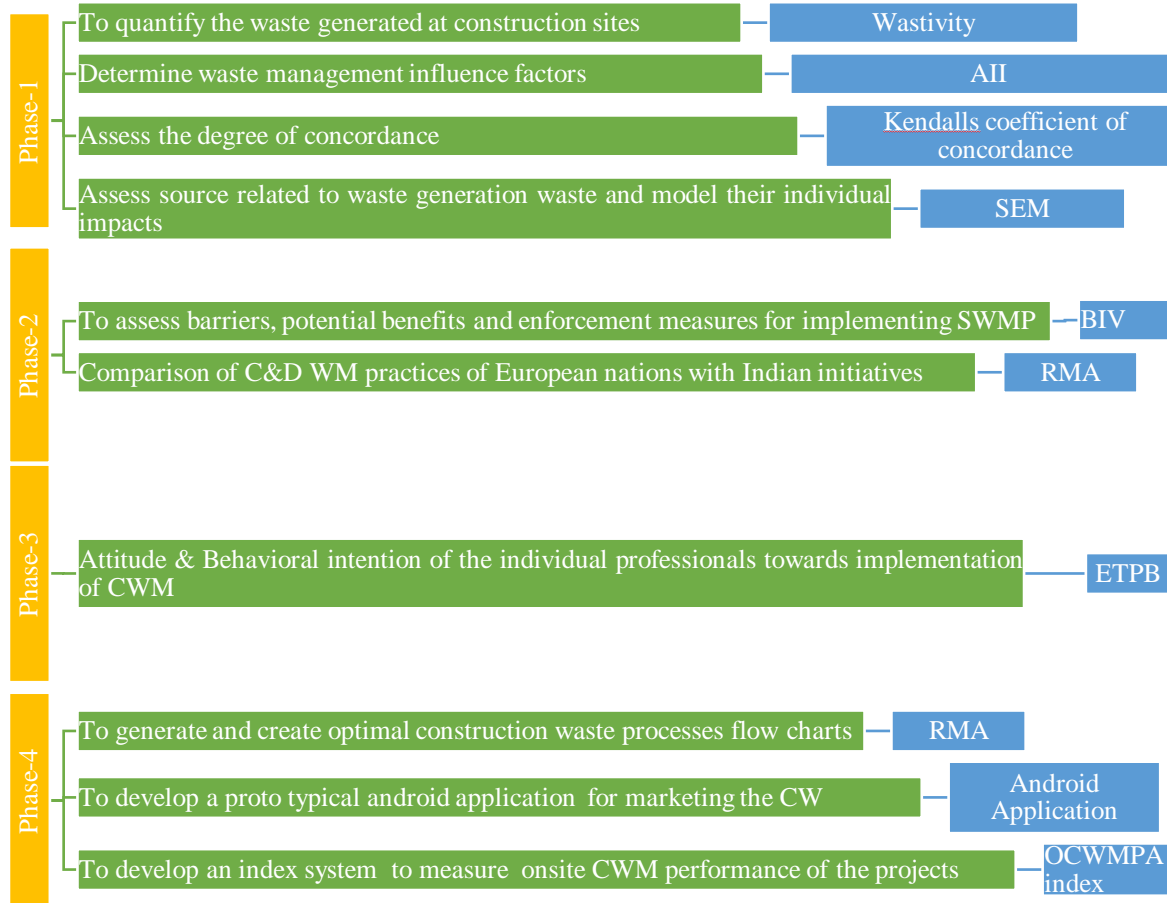 Phase-1
To quantify the waste generated at construction sites
Wastivity
Determine waste management influence factors
AII
Assess the degree of concordance
Kendalls coefficient of
concordance
Assess source related to waste generation waste and model their individual
impacts
SEM
Phase-2
To assess barriers, potential benefits and enforcement measures for implementing SWMP
BIV
Comparison of C&D WM practices of European nations with Indian initiatives
RMA
Phase-3
Attitude & Behavioral intention of the individual professionals towards implementation
of CWM
ETPB
Phase-4
To generate and create optimal construction waste processes flow charts
RMA
To develop a proto typical android application for marketing the CW
Android
Application
To develop an index system to measure onsite CWM performance of the projects
OCWMPA
index